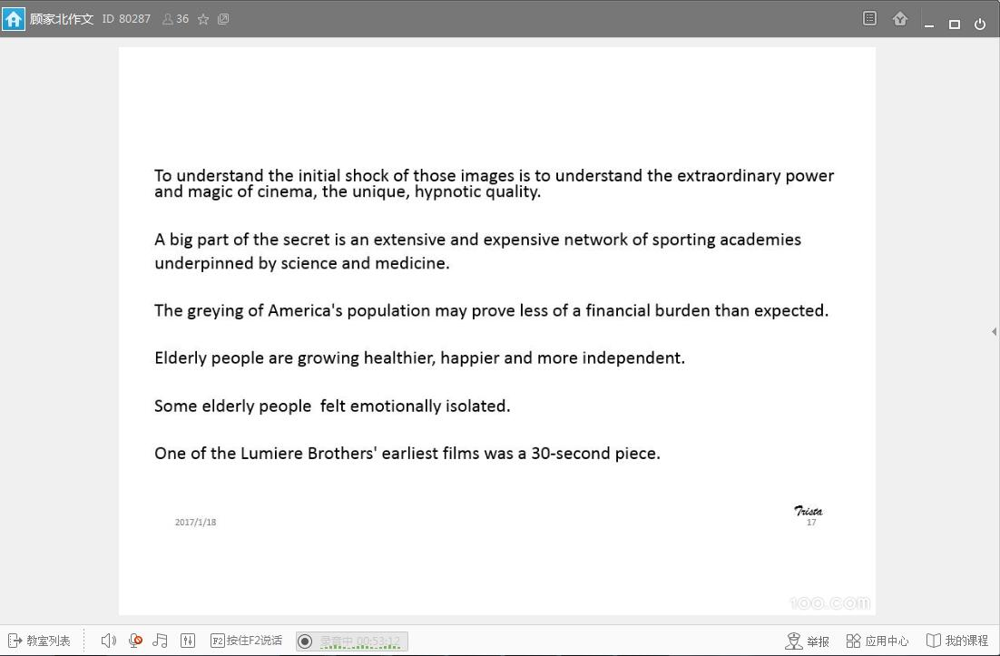 顾家北作文 ID 80287 36
To understand the initial shock of those images is to understand the extraordinary power
and magic of cinema, the unique, hypnotic quality.
A big part of the secret is an extensive and expensive network of sporting academies
underpinned by science and medicine.
The greying of America's population may prove less of a financial burden than expected.
Elderly people are growing healthier, happier and more independent.
Some elderly people  felt emotionally isolated.
One of the Lumiere Brothers' earliest films was a 30-second piece.
Trista
2017/1/18 17
100.com
教室列表 F2 按住F2说话 录音中 00:53:12 举报 应用中心 我的课程